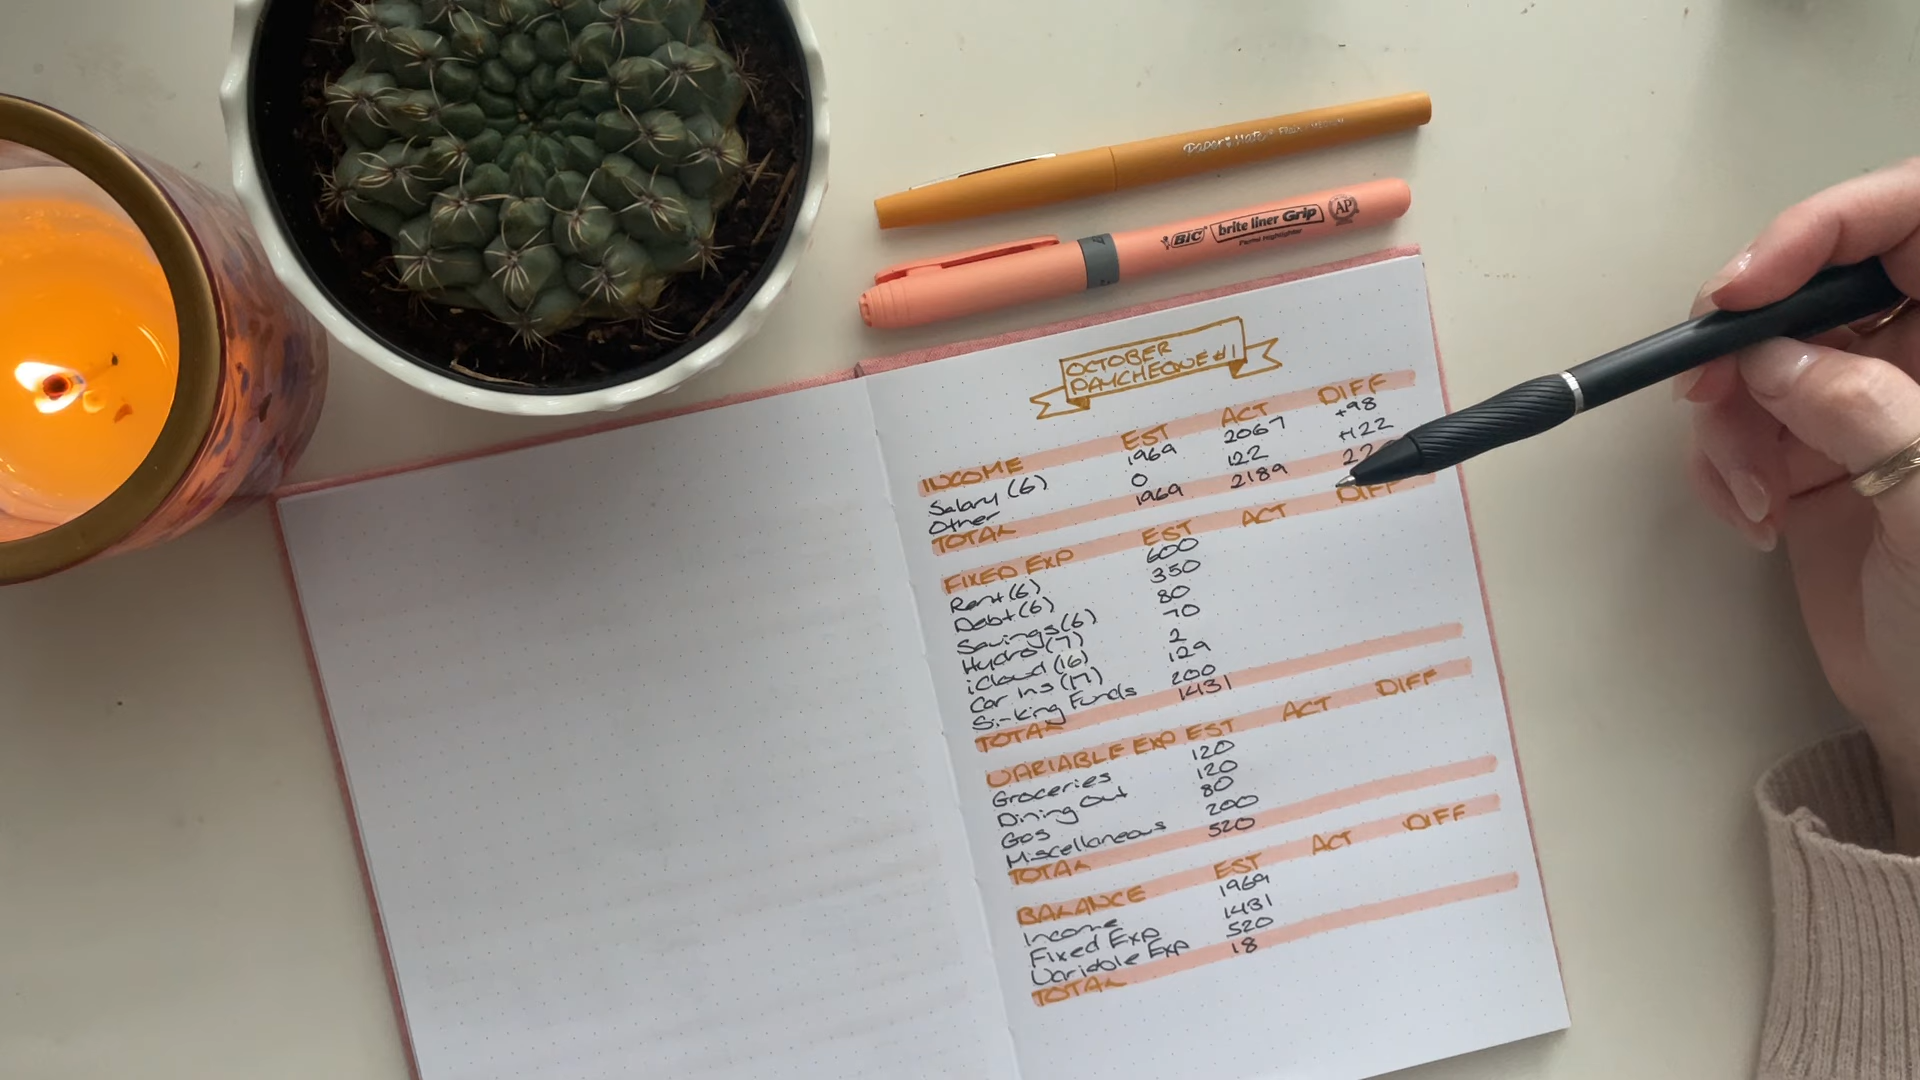 Paper Mate FLAIR MEDIUM
BIC brite liner Grip AP
OCTOBER
PAYCHEQUE #1
INCOME EST ACT DIFF
Salary (6) 1969 2067 +98
Other 0 122 +122
TOTAL 1969 2189 22
FIXED EXP EST ACT DIFF
Rent (6) 600
Debt (6) 350
Savings (6) 80
Hydro (7) 70
iCloud (16) 2
Car Ins (17) 129
Sinking Funds 200
TOTAL 1431
VARIABLE EXP EST ACT DIFF
Groceries 120
Dining Out 120
Gas 80
Miscellaneous 200
TOTAL 520
BALANCE EST ACT DIFF
Income 1969
Fixed Exp 1431
Variable Exp 520
TOTAL 18